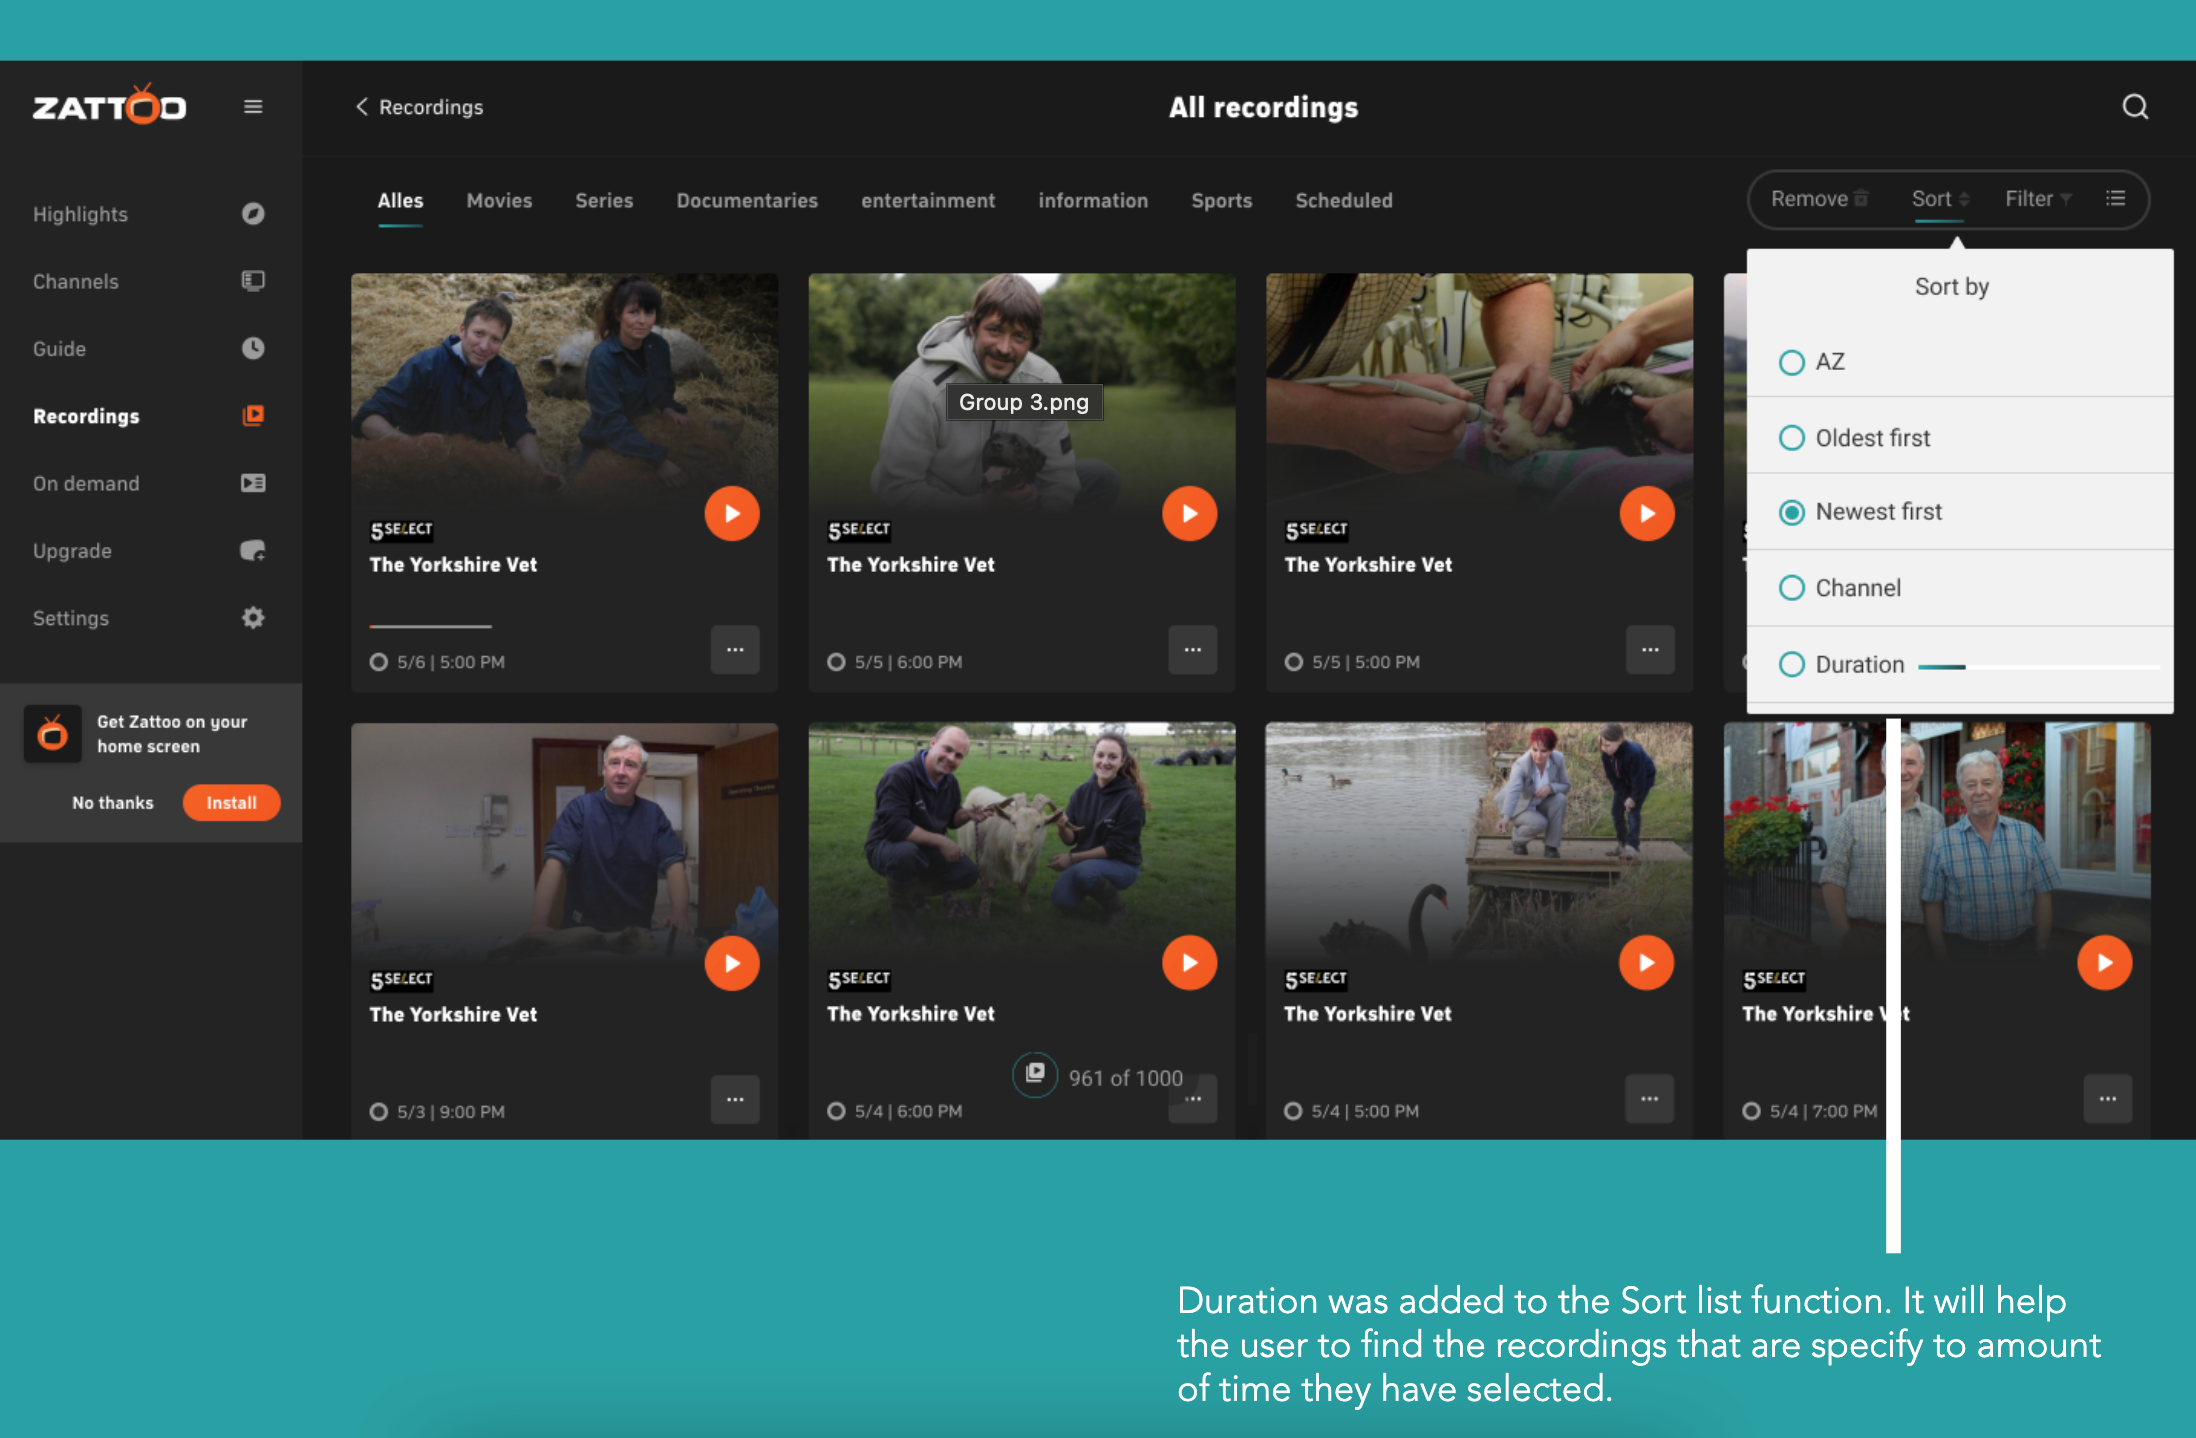 ZATTOO
Recordings
All recordings
Highlights
Channels
Guide
Recordings
On demand
Upgrade
Settings
Get Zattoo on your
home screen
No thanks
Install
Alles
Movies
Series
Documentaries
entertainment
information
Sports
Scheduled
Remove
Sort
Filter
Sort by
AZ
Oldest first
Newest first
Channel
Duration
Group 3.png
5SELECT
The Yorkshire Vet
5/6 | 5:00 PM
5SELECT
The Yorkshire Vet
5/5 | 6:00 PM
5SELECT
The Yorkshire Vet
5/5 | 5:00 PM
5SELECT
The Yorkshire Vet
5/3 | 9:00 PM
5SELECT
The Yorkshire Vet
5/4 | 6:00 PM
961 of 1000
5SELECT
The Yorkshire Vet
5/4 | 5:00 PM
5SELECT
The Yorkshire Vet
5/4 | 7:00 PM
Duration was added to the Sort list function. It will help
the user to find the recordings that are specify to amount
of time they have selected.